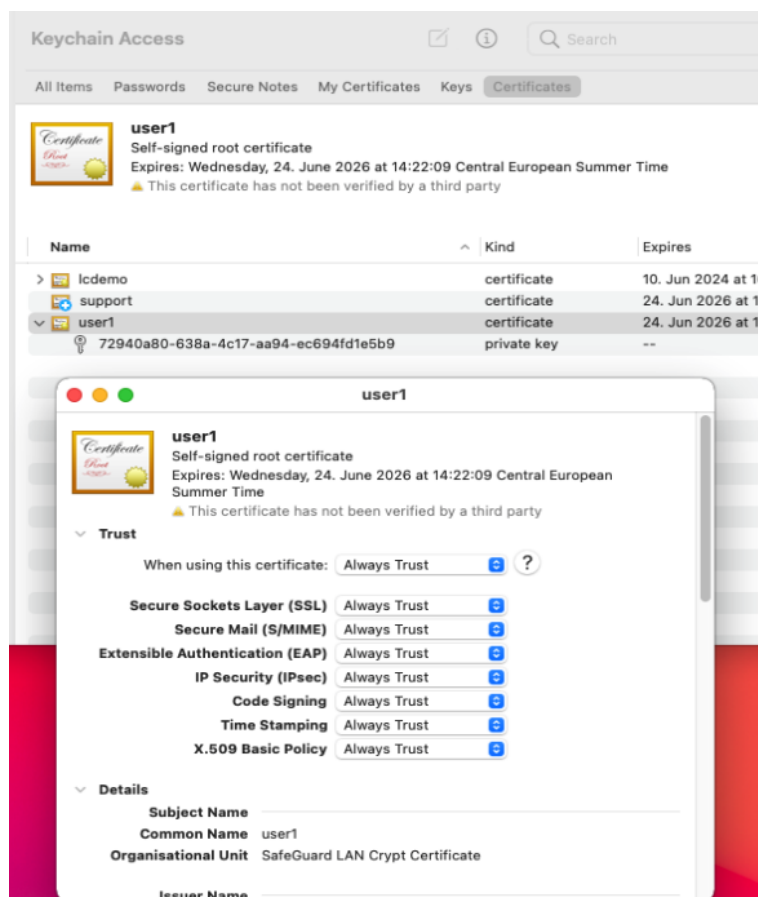 Keychain Access
Search
All Items Passwords Secure Notes My Certificates Keys Certificates
Certificate
Root
user1
Self-signed root certificate
Expires: Wednesday, 24. June 2026 at 14:22:09 Central European Summer Time
This certificate has not been verified by a third party
Name Kind Expires
lcdemo certificate 10. Jun 2024 at
support certificate 24. Jun 2026 at
user1 certificate 24. Jun 2026 at
72940a80-638a-4c17-aa94-ec694fd1e5b9 private key --
user1
Certificate
Root
user1
Self-signed root certificate
Expires: Wednesday, 24. June 2026 at 14:22:09 Central European
Summer Time
This certificate has not been verified by a third party
Trust
When using this certificate: Always Trust ?
Secure Sockets Layer (SSL) Always Trust
Secure Mail (S/MIME) Always Trust
Extensible Authentication (EAP) Always Trust
IP Security (IPsec) Always Trust
Code Signing Always Trust
Time Stamping Always Trust
X.509 Basic Policy Always Trust
Details
Subject Name
Common Name user1
Organisational Unit SafeGuard LAN Crypt Certificate
Issuer Name